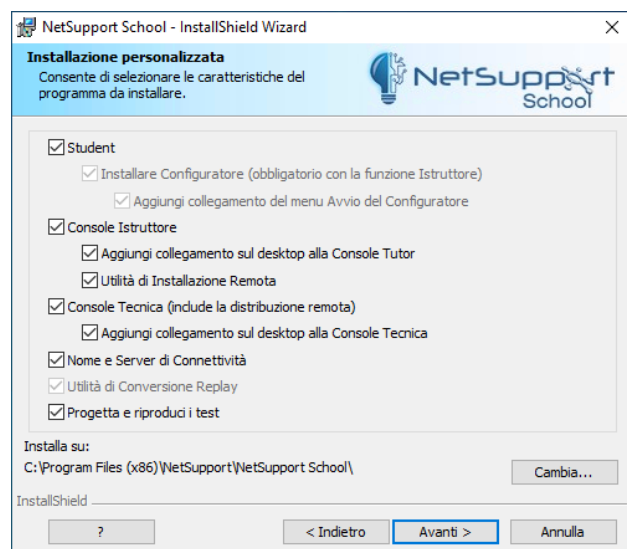 NetSupport School - InstallShield Wizard
Installazione personalizzata
Consente di selezionare le caratteristiche del
programma da installare.
NetSupport
School
Student
Installare Configuratore (obbligatorio con la funzione Istruttore)
Aggiungi collegamento del menu Avvio del Configuratore
Console Istruttore
Aggiungi collegamento sul desktop alla Console Tutor
Utilità di Installazione Remota
Console Tecnica (include la distribuzione remota)
Aggiungi collegamento sul desktop alla Console Tecnica
Nome e Server di Connettività
Utilità di Conversione Replay
Progetta e riproduci i test
Installa su:
C:\Program Files (x86)\NetSupport\NetSupport School\
Cambia...
InstallShield
? < Indietro Avanti > Annulla